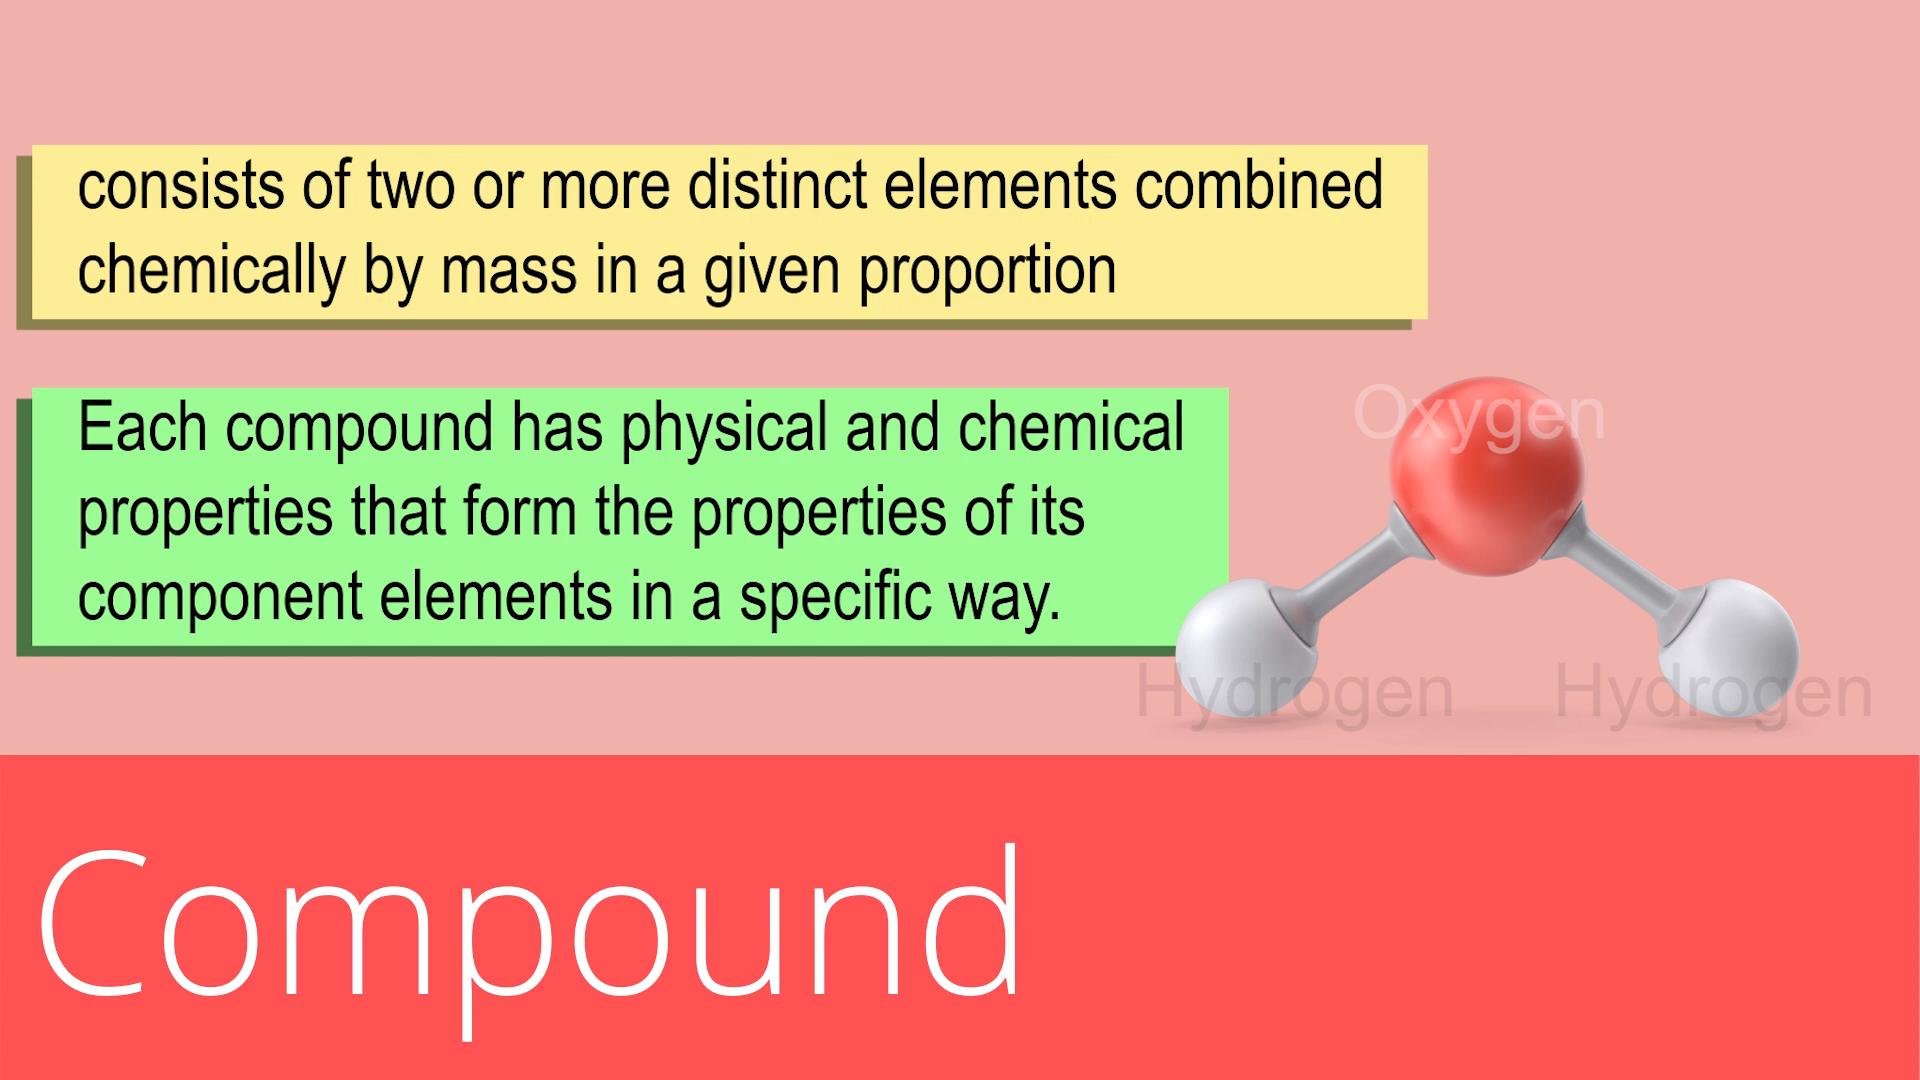 consists of two or more distinct elements combined
chemically by mass in a given proportion
Each compound has physical and chemical
properties that form the properties of its
component elements in a specific way.
Oxygen
Hydrogen
Hydrogen
Compound